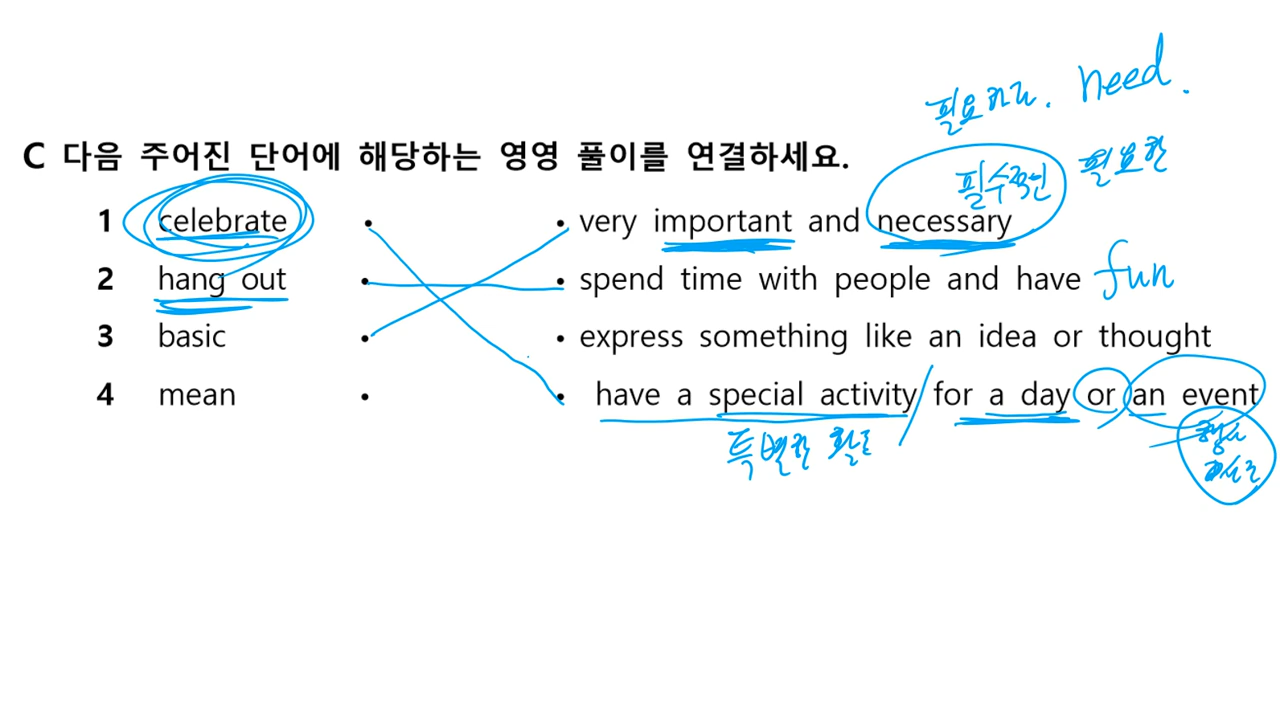 필요하다. need.
C 다음 주어진 단어에 해당하는 영영 풀이를 연결하세요.
필수적인 필요한
1 celebrate • • very important and necessary
2 hang out • • spend time with people and have fun
3 basic • • express something like an idea or thought
4 mean • • have a special activity for a day or an event
특별한 활동
행사